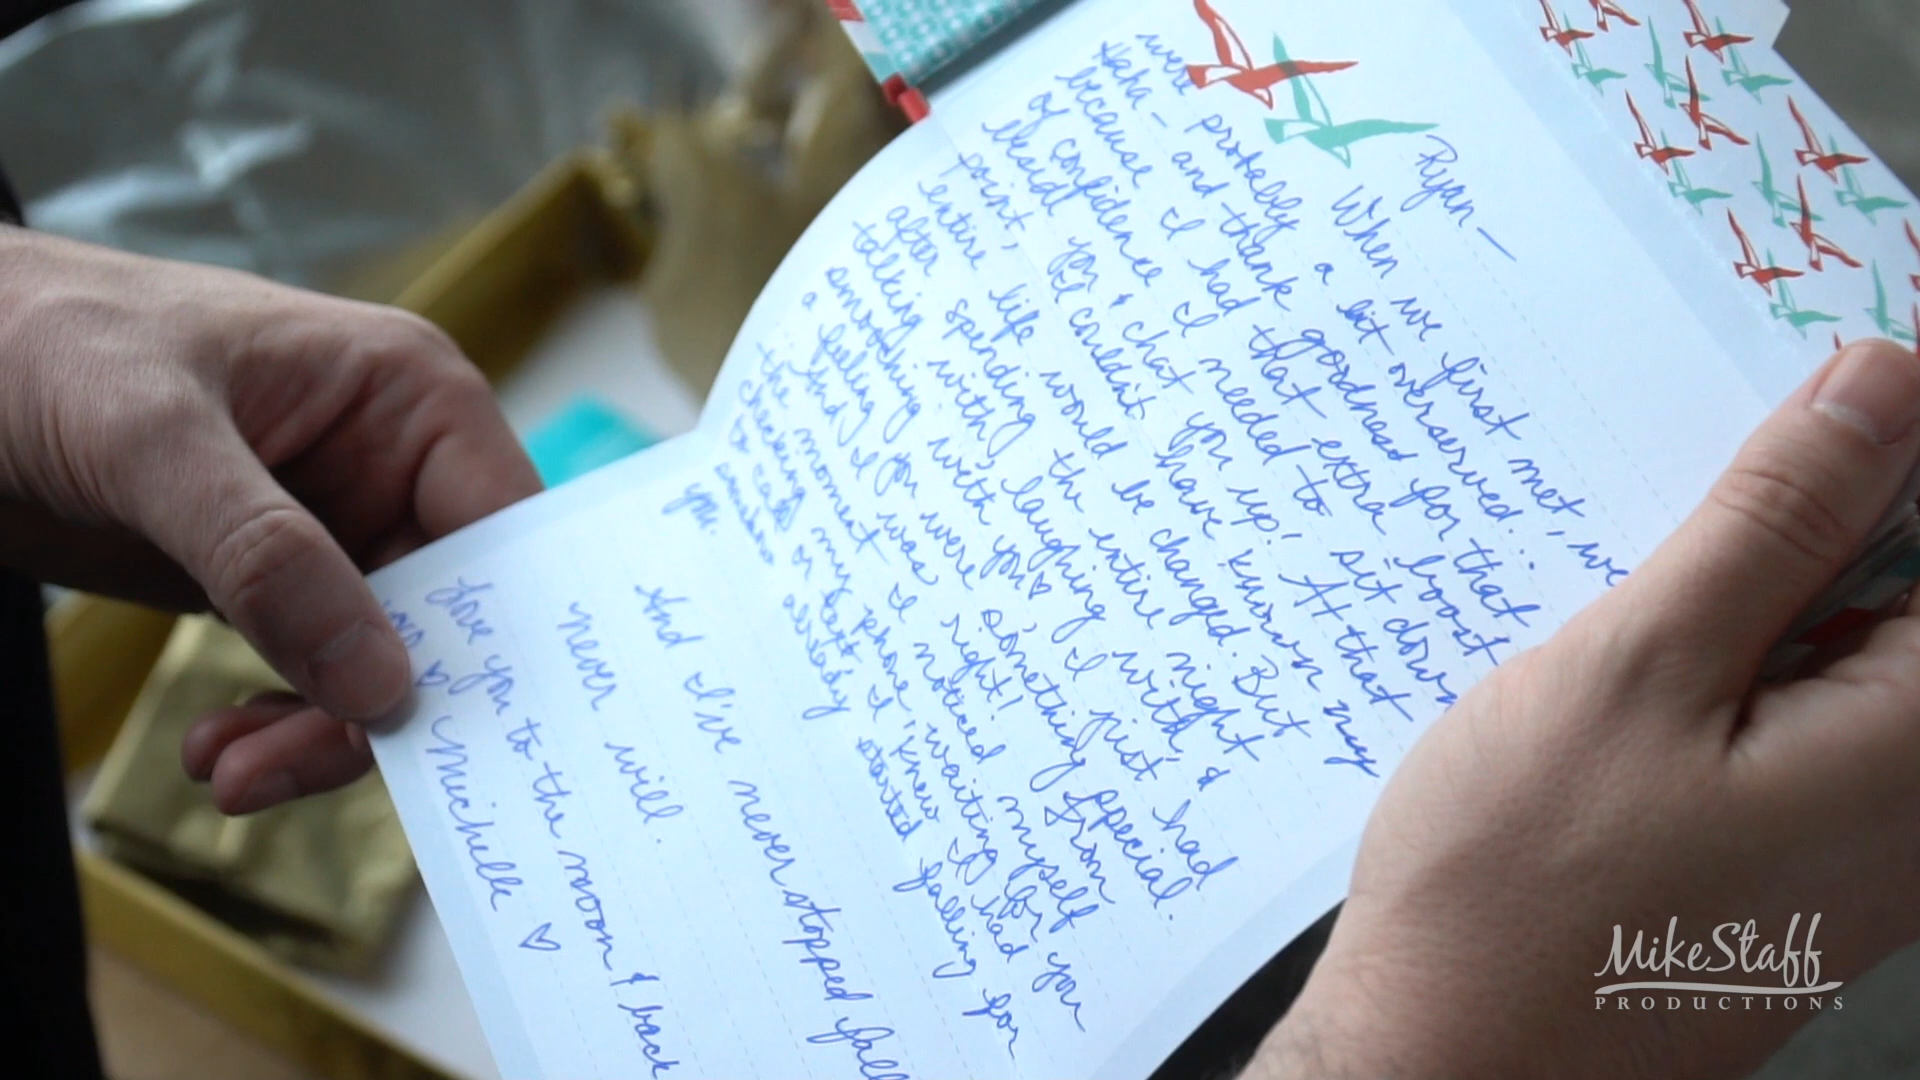 Ryan —
When we first met, we
were probably a bit overserved...
Haha - and thank goodness for that
because I had that extra boost
of confidence I needed to sit down
beside you & chat you up! At that
point, I couldn't have known my
entire life would be changed. But
after spending the entire night
talking with, laughing with, &
smooching with you ♡ I just had
a feeling you were something special.
And I was right! From
the moment I noticed myself
checking my phone, waiting for you
to call or text, I knew I had
somehow already started falling for
you.
And I've never stopped fall
never will.
Love you to the moon & back
xoxo ♡ Michelle ♡
MikeStaff
PRODUCTIONS